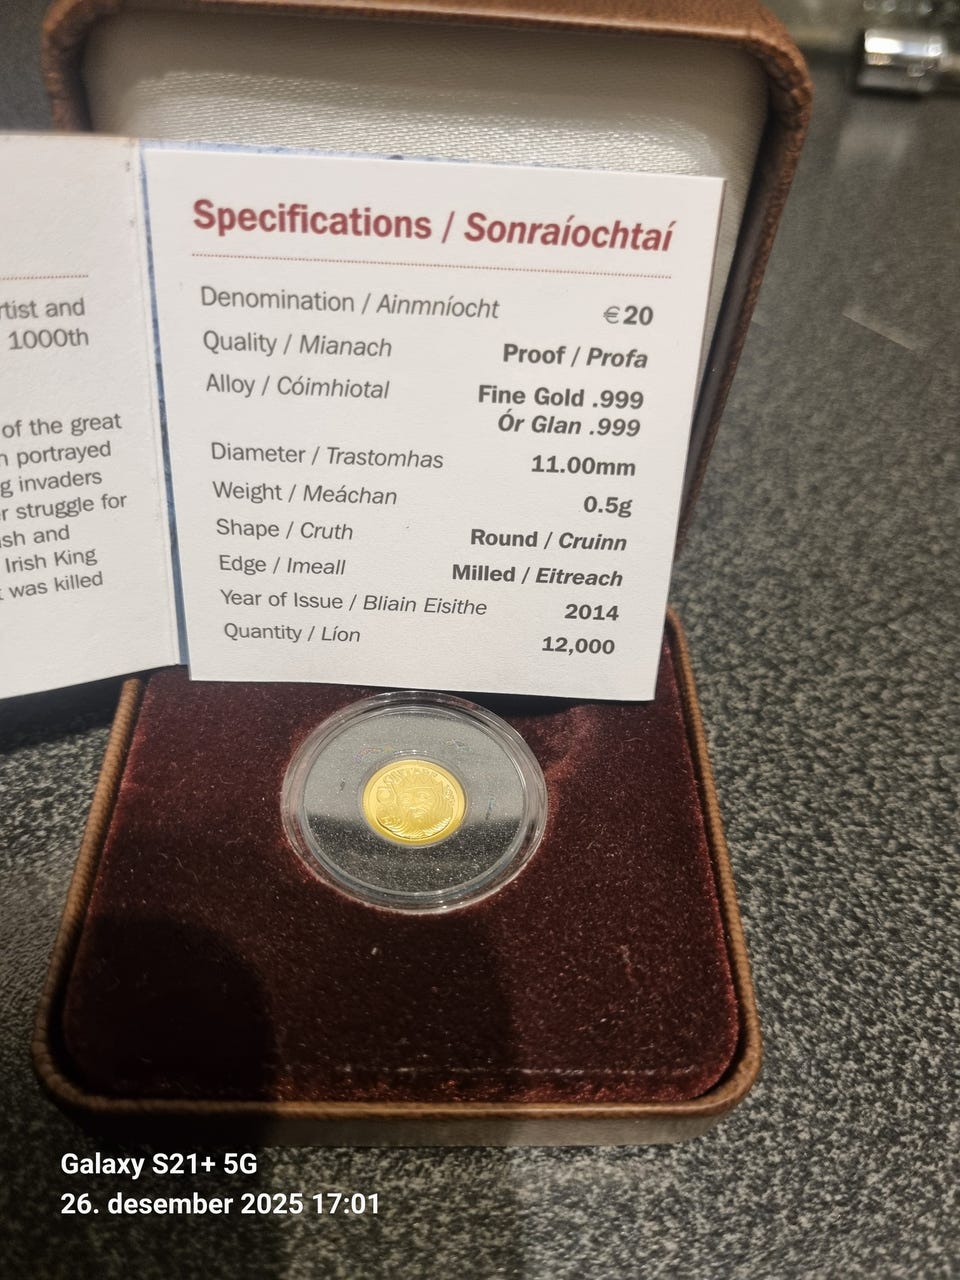 rtist and
1000th
of the great
n portrayed
g invaders
r struggle for
sh and
Irish King
t was killed
Specifications / Sonraíochtaí
Denomination / Ainmníocht €20
Quality / Mianach Proof / Profa
Alloy / Cóimhiotal Fine Gold .999
Ór Glan .999
Diameter / Trastomhas 11.00mm
Weight / Meáchan 0.5g
Shape / Cruth Round / Cruinn
Edge / Imeall Milled / Eitreach
Year of Issue / Bliain Eisithe 2014
Quantity / Líon 12,000
Galaxy S21+ 5G
26. desember 2025 17:01